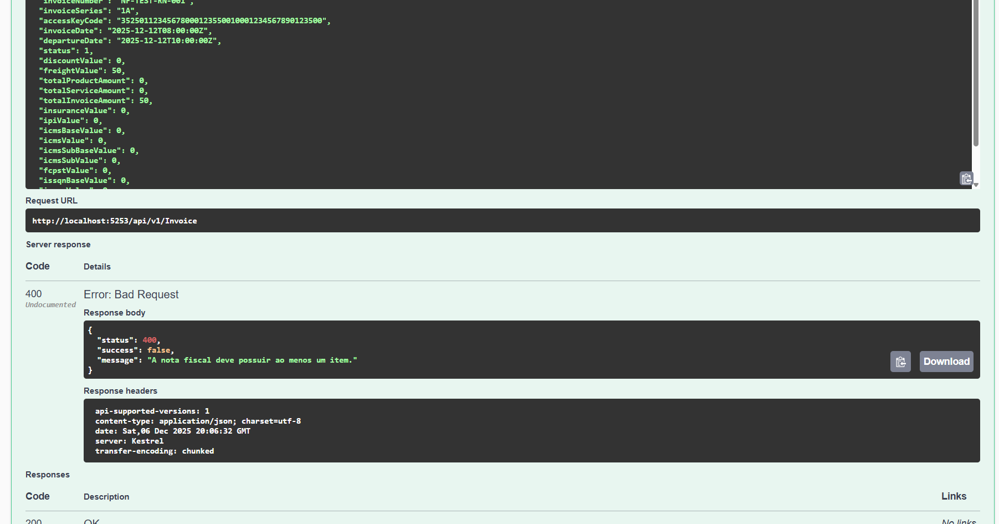 "invoiceNumber": "NF-TEST-RN-001",
"invoiceSeries": "1A",
"accessKeyCode": "35250112345678000123550010001234567890123500",
"invoiceDate": "2025-12-12T08:00:00Z",
"departureDate": "2025-12-12T10:00:00Z",
"status": 1,
"discountValue": 0,
"freightValue": 50,
"totalProductAmount": 0,
"totalServiceAmount": 0,
"totalInvoiceAmount": 50,
"insuranceValue": 0,
"ipiValue": 0,
"icmsBaseValue": 0,
"icmsValue": 0,
"icmsSubBaseValue": 0,
"icmsSubValue": 0,
"fcpstValue": 0,
"issqnBaseValue": 0,
Request URL
http://localhost:5253/api/v1/Invoice
Server response
Code Details
400 Error: Bad Request
Undocumented
Response body
{
"status": 400,
"success": false,
"message": "A nota fiscal deve possuir ao menos um item."
}
Download
Response headers
api-supported-versions: 1
content-type: application/json; charset=utf-8
date: Sat,06 Dec 2025 20:06:32 GMT
server: Kestrel
transfer-encoding: chunked
Responses
Code Description Links
200 OK No links